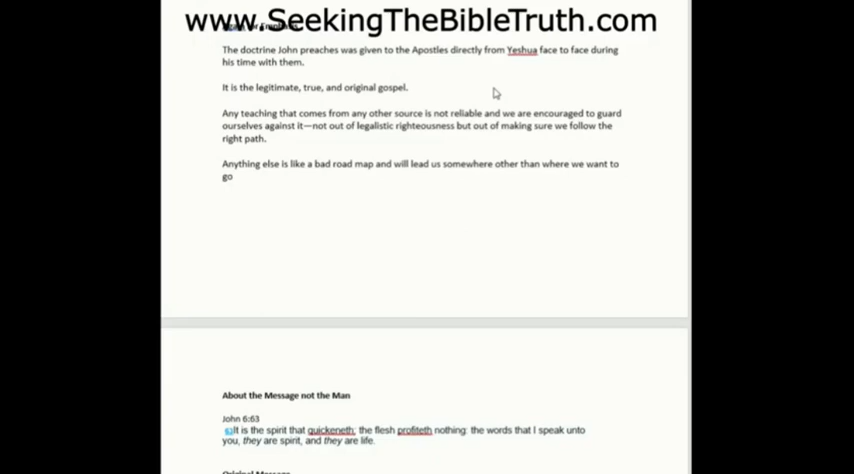 www.SeekingTheBibleTruth.com
The doctrine John preaches was given to the Apostles directly from Yeshua face to face during
his time with them.
It is the legitimate, true, and original gospel.
Any teaching that comes from any other source is not reliable and we are encouraged to guard
ourselves against it—not out of legalistic righteousness but out of making sure we follow the
right path.
Anything else is like a bad road map and will lead us somewhere other than where we want to
go
About the Message not the Man
John 6:63
It is the spirit that quickeneth; the flesh profiteth nothing: the words that I speak unto
you, they are spirit, and they are life.
Original Message